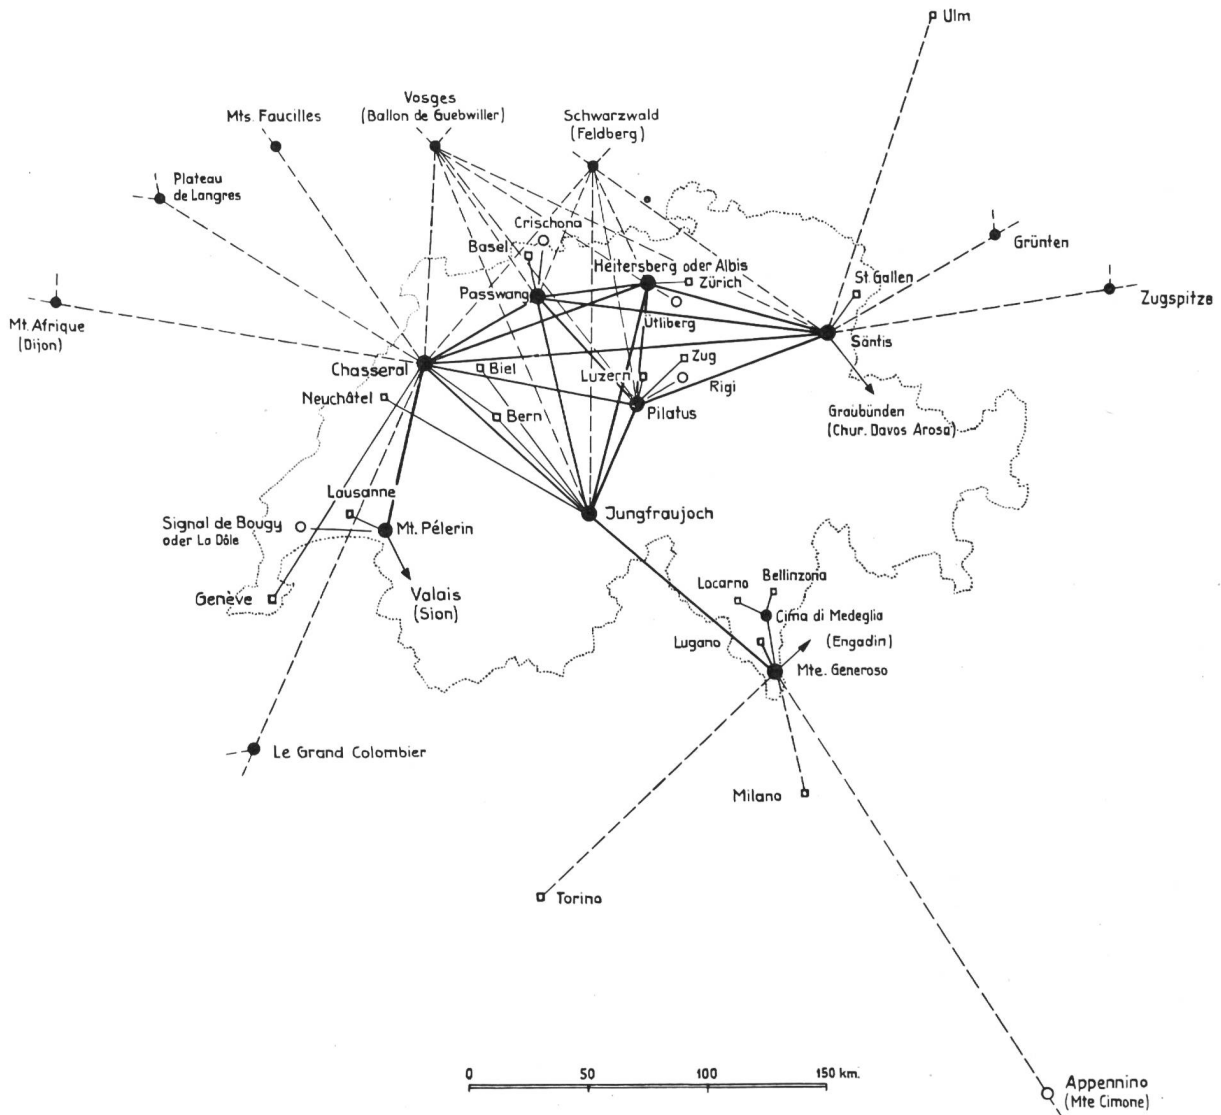 Ulm
Vosges
(Ballon de Guebwiller)
Mts. Faucilles
Schwarzwald
(Feldberg)
Plateau
de Langres
Crischona
Basel
Grünten
Heitersberg oder Albis
Zürich
St. Gallen
Passwang
Zugspitze
Mt. Afrique
(Dijon)
Ütliberg
Säntis
Chasseral
Biel
Luzern
Zug
Rigi
Neuchâtel
Bern
Pilatus
Graubünden
(Chur. Davos Arosa)
Lausanne
Signal de Bougy
oder La Dôle
Mt. Pélerin
Jungfraujoch
Genève
Valais
(Sion)
Locarno
Bellinzona
Cima di Medeglia
Lugano
(Engadin)
Mte. Generoso
Le Grand Colombier
Milano
Torino
0 50 100 150 km.
Appennino
(Mte Cimone)